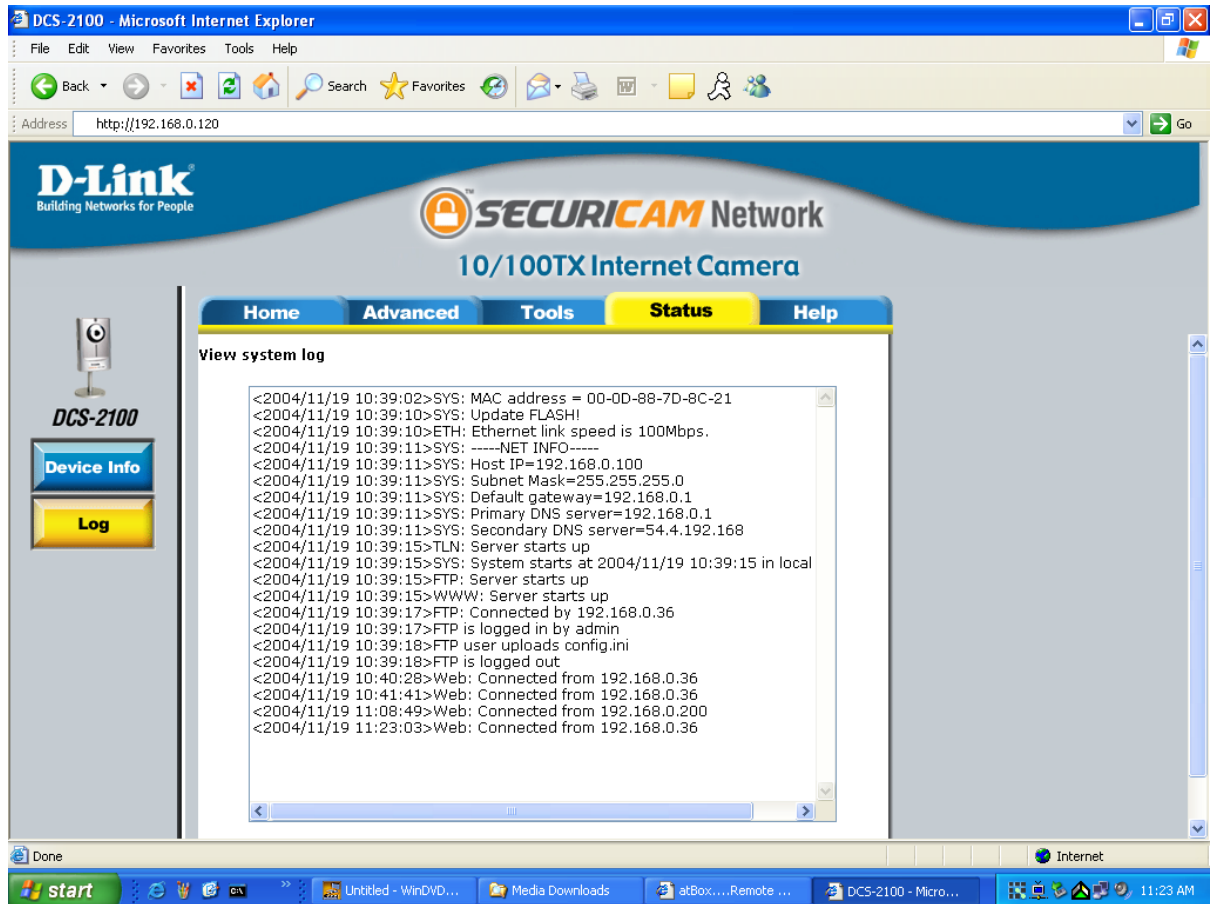 DCS-2100 - Microsoft Internet Explorer
File Edit View Favorites Tools Help
Back Search Favorites
Address http://192.168.0.120 Go
D-Link
Building Networks for People
SECURICAM™ Network
10/100TX Internet Camera
Home Advanced Tools Status Help
DCS-2100
Device Info
Log
View system log
<2004/11/19 10:39:02>SYS: MAC address = 00-0D-88-7D-8C-21
<2004/11/19 10:39:10>SYS: Update FLASH!
<2004/11/19 10:39:10>ETH: Ethernet link speed is 100Mbps.
<2004/11/19 10:39:11>SYS: -----NET INFO-----
<2004/11/19 10:39:11>SYS: Host IP=192.168.0.100
<2004/11/19 10:39:11>SYS: Subnet Mask=255.255.255.0
<2004/11/19 10:39:11>SYS: Default gateway=192.168.0.1
<2004/11/19 10:39:11>SYS: Primary DNS server=192.168.0.1
<2004/11/19 10:39:11>SYS: Secondary DNS server=54.4.192.168
<2004/11/19 10:39:15>TLN: Server starts up
<2004/11/19 10:39:15>SYS: System starts at 2004/11/19 10:39:15 in local
<2004/11/19 10:39:15>FTP: Server starts up
<2004/11/19 10:39:15>WWW: Server starts up
<2004/11/19 10:39:17>FTP: Connected by 192.168.0.36
<2004/11/19 10:39:17>FTP is logged in by admin
<2004/11/19 10:39:18>FTP user uploads config.ini
<2004/11/19 10:39:18>FTP is logged out
<2004/11/19 10:40:28>Web: Connected from 192.168.0.36
<2004/11/19 10:41:41>Web: Connected from 192.168.0.36
<2004/11/19 11:08:49>Web: Connected from 192.168.0.200
<2004/11/19 11:23:03>Web: Connected from 192.168.0.36
Done Internet
start Untitled - WinDVD... Media Downloads atBox....Remote ... DCS-2100 - Micro... 11:23 AM